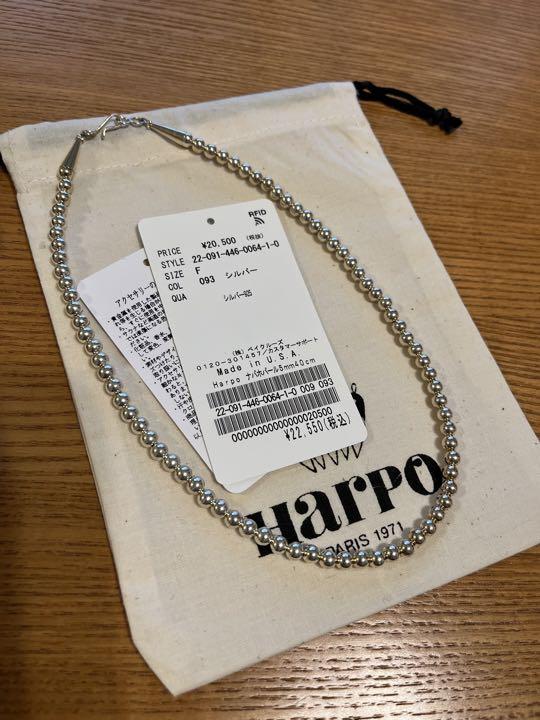 RFID
PRICE ¥20,500 (税抜)
STYLE 22-091-446-0064-1-0
SIZE F
COL 093 シルバー
QUA シルバー925
(株) ベイクルーズ
0120-301457/カスタマーサポート
Made in U.S.A.
Harpo ナバホパール5mm40cm
22-091-446-0064-1-0 009 093
0000000000000020500
¥22,550(税込)
アクセサリーの
HARPO
PARIS 1971